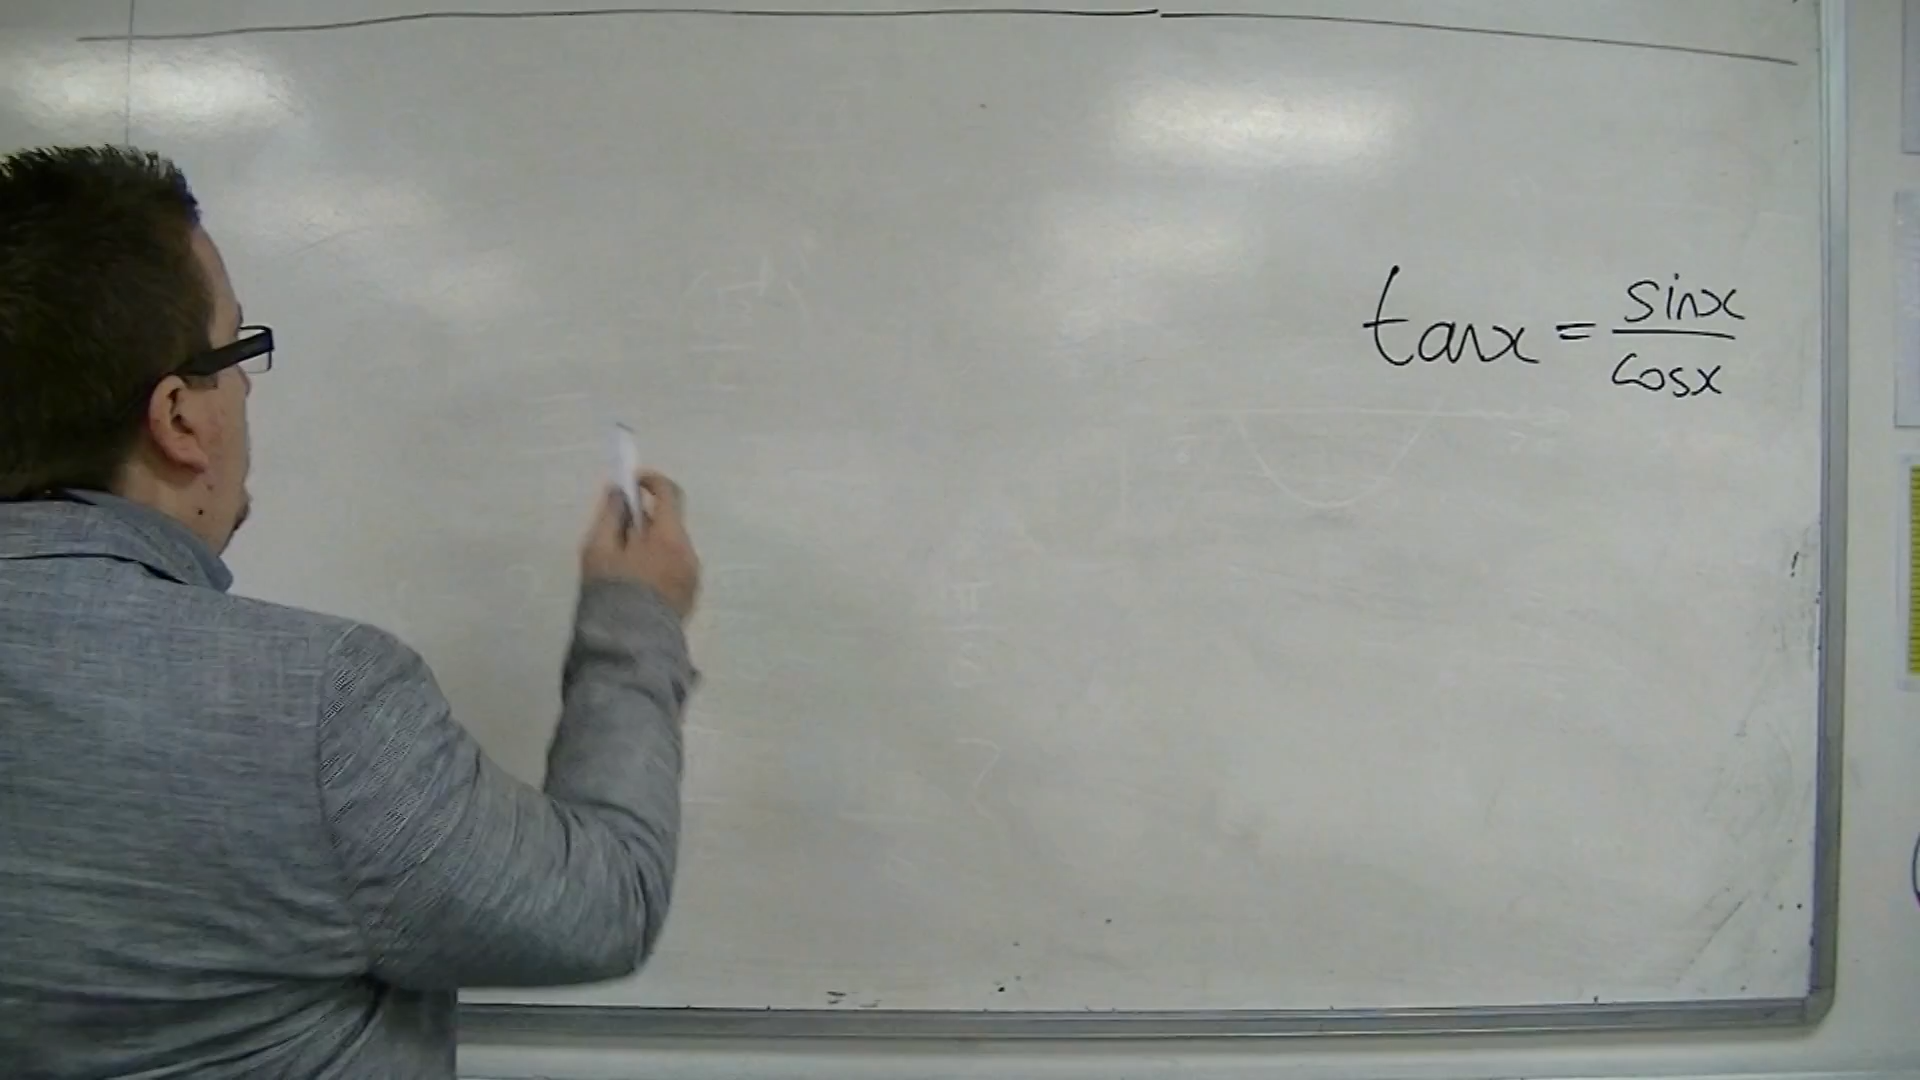 tanx = sinx/cosx